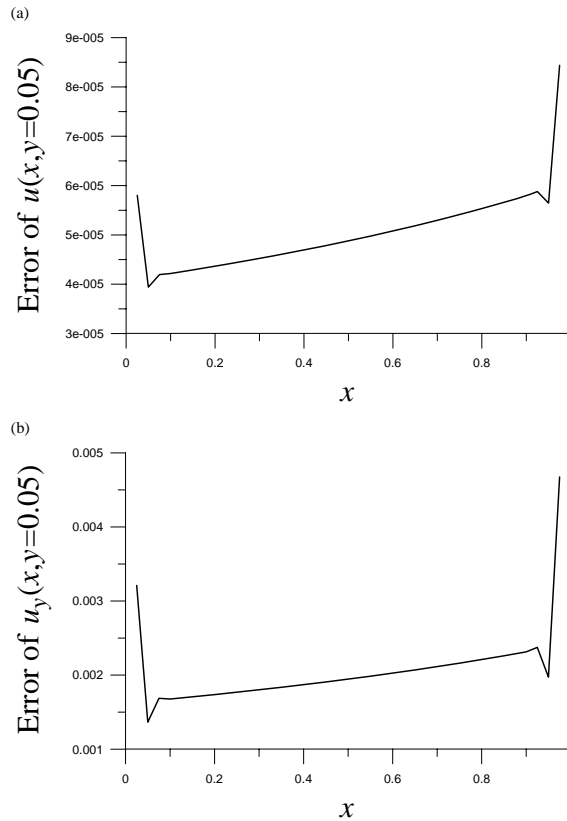 (a)
9e-005
8e-005
7e-005
6e-005
5e-005
4e-005
3e-005
Error of u(x,y=0.05)
0 0.2 0.4 0.6 0.8
x
(b)
0.005
0.004
0.003
0.002
0.001
Error of u_y(x,y=0.05)
0 0.2 0.4 0.6 0.8
x